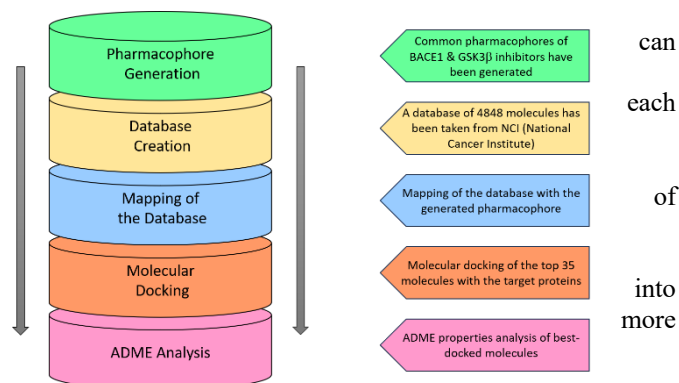 Pharmacophore
Generation
Common pharmacophores of
BACE1 & GSK3β inhibitors have
been generated
can
Database
Creation
A database of 4848 molecules has
been taken from NCI (National
Cancer Institute)
each
Mapping of
the Database
Mapping of the database with the
generated pharmacophore
of
Molecular
Docking
Molecular docking of the top 35
molecules with the target proteins
into
more
ADME Analysis
ADME properties analysis of best-
docked molecules